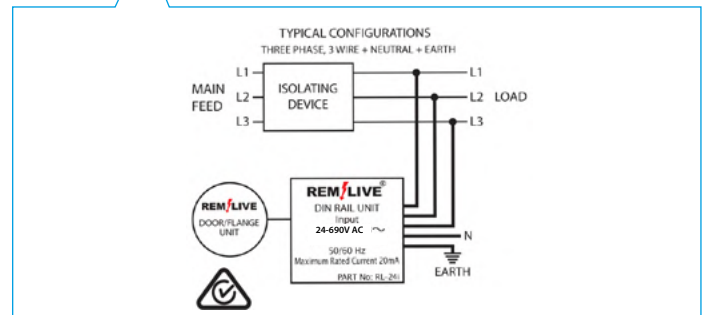 TYPICAL CONFIGURATIONS
THREE PHASE, 3 WIRE + NEUTRAL + EARTH
MAIN FEED
L1
L2
L3
ISOLATING
DEVICE
L1
L2 LOAD
L3
REM LIVE
DOOR/FLANGE
UNIT
REM LIVE®
DIN RAIL UNIT
Input
24-690V AC ~
50/60 Hz
Maximum Rated Current 20mA
PART No: RL-24i
N
EARTH